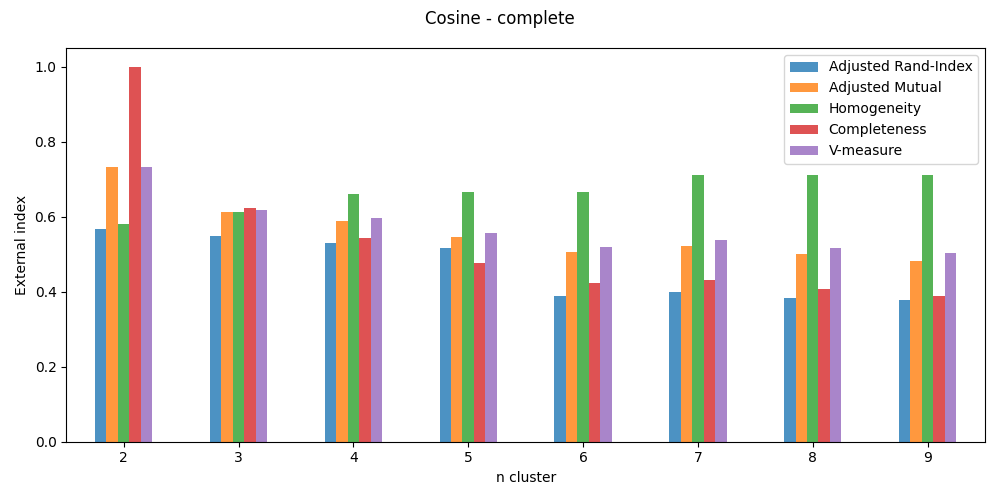 Cosine - complete
External index
1.0
0.8
0.6
0.4
0.2
0.0
Adjusted Rand-Index
Adjusted Mutual
Homogeneity
Completeness
V-measure
2 3 4 5 6 7 8 9
n cluster